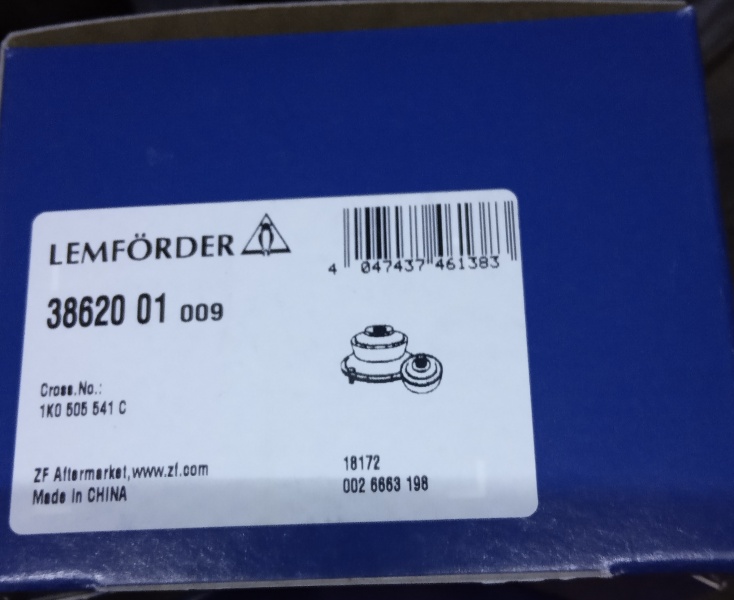 LEMFÖRDER
4 047437 461383
38620 01 009
Cross.No.:
1K0 505 541 C
ZF Aftermarket,www.zf.com
Made in CHINA
18172
002 6663 198